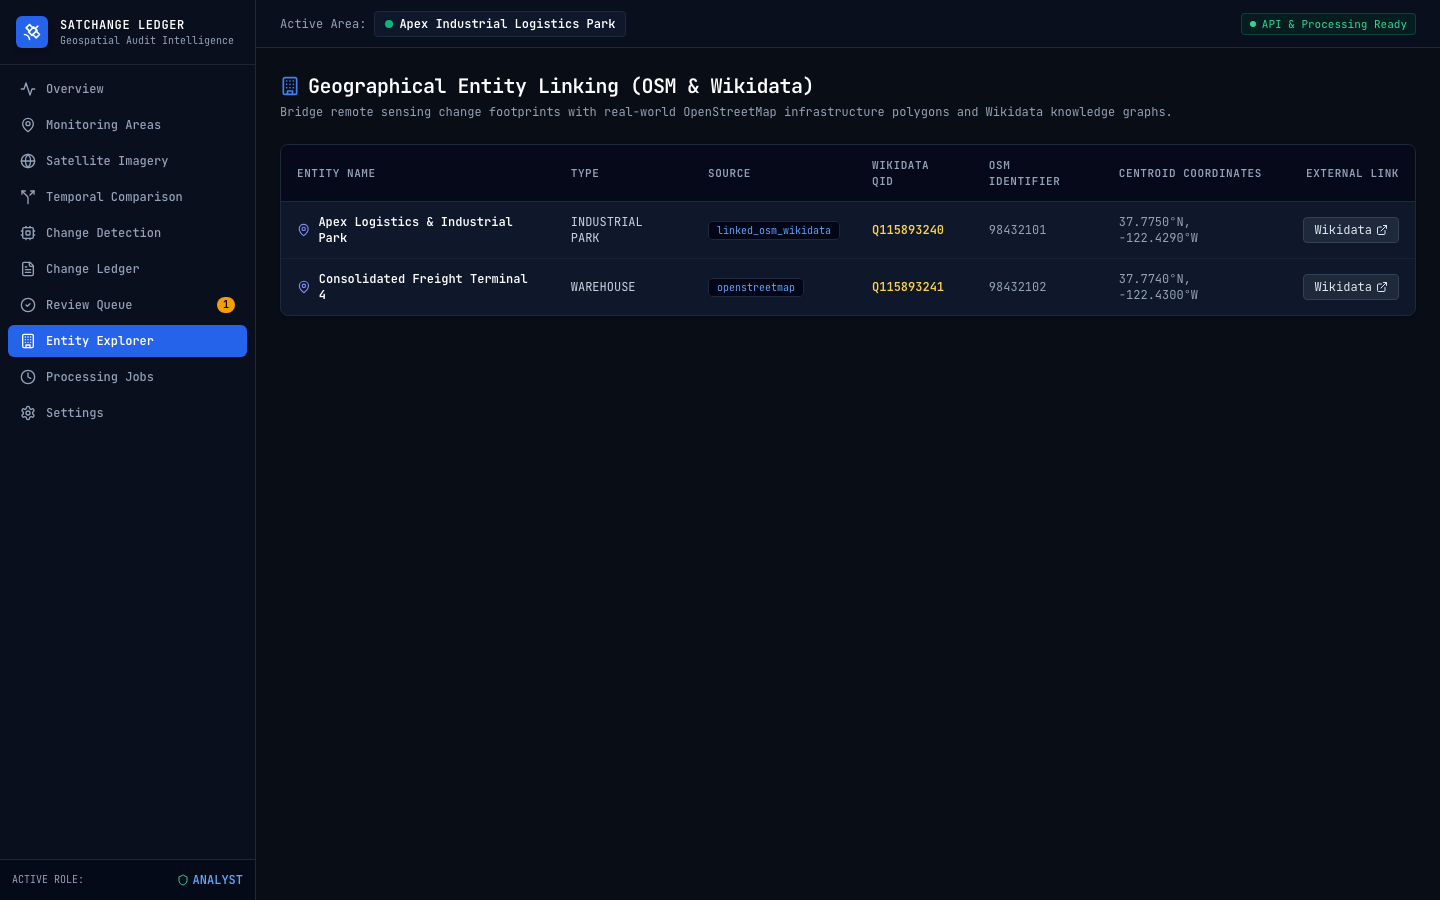 SATCHANGE LEDGER
Geospatial Audit Intelligence
Overview
Monitoring Areas
Satellite Imagery
Temporal Comparison
Change Detection
Change Ledger
Review Queue 1
Entity Explorer
Processing Jobs
Settings
ACTIVE ROLE: ANALYST
Active Area: Apex Industrial Logistics Park
API & Processing Ready
Geographical Entity Linking (OSM & Wikidata)
Bridge remote sensing change footprints with real-world OpenStreetMap infrastructure polygons and Wikidata knowledge graphs.
ENTITY NAME
TYPE
SOURCE
WIKIDATA
QID
OSM
IDENTIFIER
CENTROID COORDINATES
EXTERNAL LINK
Apex Logistics & Industrial
Park
INDUSTRIAL
PARK
linked_osm_wikidata
Q115893240
98432101
37.7750°N,
-122.4290°W
Wikidata
Consolidated Freight Terminal
4
WAREHOUSE
openstreetmap
Q115893241
98432102
37.7740°N,
-122.4300°W
Wikidata